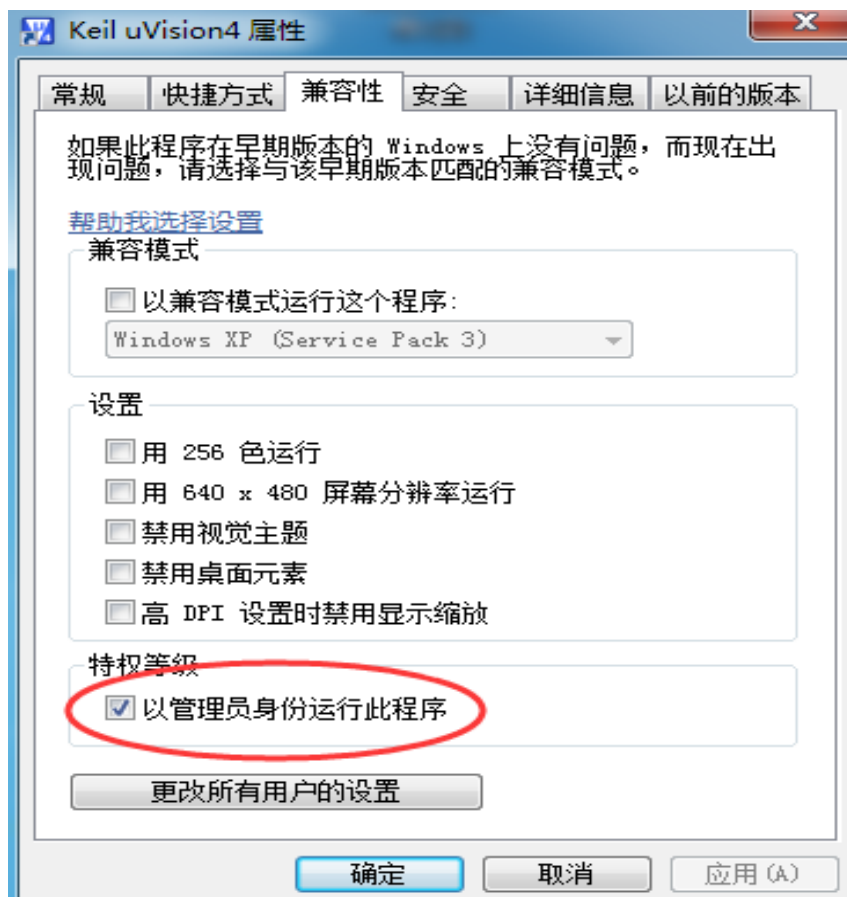 Keil uVision4 属性
常规 快捷方式 兼容性 安全 详细信息 以前的版本
如果此程序在早期版本的 Windows 上没有问题，而现在出
现问题，请选择与该早期版本匹配的兼容模式。
帮助我选择设置
兼容模式
以兼容模式运行这个程序:
Windows XP (Service Pack 3)
设置
用 256 色运行
用 640 x 480 屏幕分辨率运行
禁用视觉主题
禁用桌面元素
高 DPI 设置时禁用显示缩放
特权等级
以管理员身份运行此程序
更改所有用户的设置
确定 取消 应用(A)